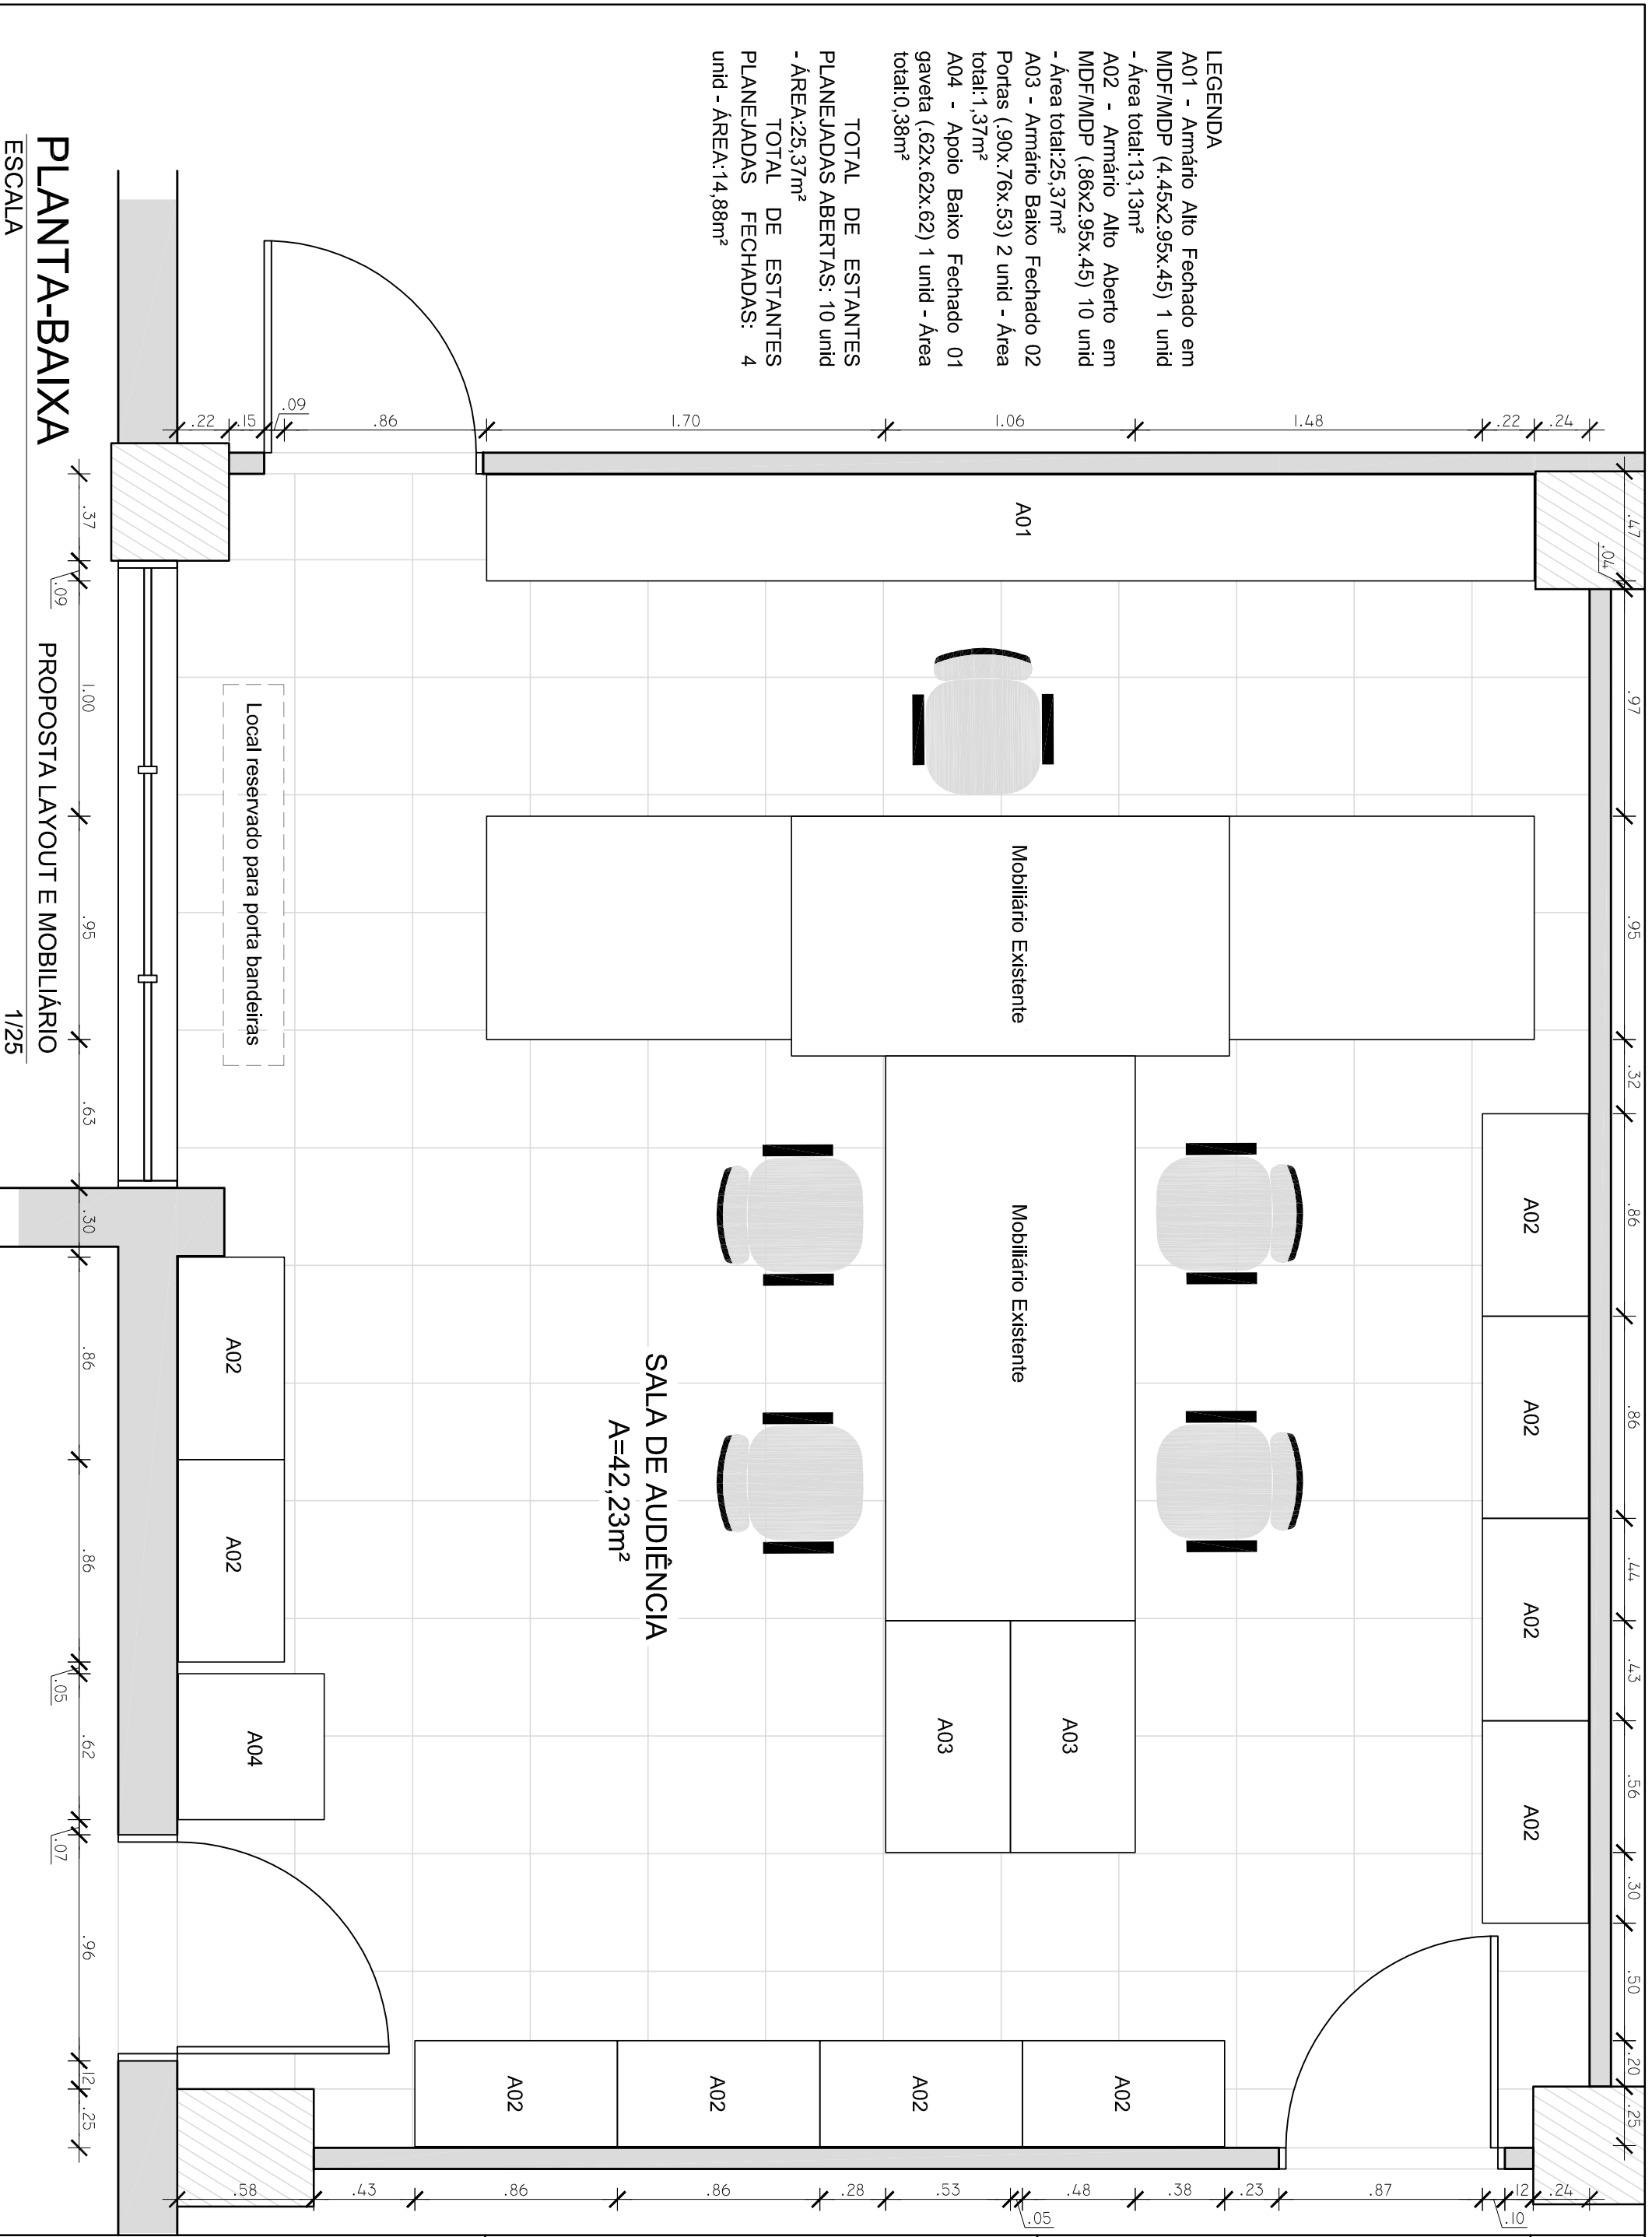 LEGENDA
A01 - Armário Alto Fechado em
MDF/MDP (4.45x2.95x.45) 1 unid
- Área total:13,13m²
A02 - Armário Alto Aberto em
MDF/MDP (.86x2.95x.45) 10 unid
- Área total:25,37m²
A03 - Armário Baixo Fechado 02
Portas (.90x.76x.53) 2 unid - Área
total:1,37m²
A04 - Apoio Baixo Fechado 01
gaveta (.62x.62x.62) 1 unid - Área
total:0,38m²
TOTAL DE ESTANTES
PLANEJADAS ABERTAS: 10 unid
- ÁREA:25,37m²
TOTAL DE ESTANTES
PLANEJADAS FECHADAS: 4
unid - ÁREA:14,88m²
.47
.04
.97
.95
.32
.86
.86
.44
.43
.56
.30
.50
.20
.25
.24
.22
1.48
1.06
1.70
.86
.09
.15
.22
A01
A02
A02
A02
A02
Mobiliário Existente
Mobiliário Existente
A03
A03
SALA DE AUDIÊNCIA
A=42,23m²
A02
A02
A02
A02
Local reservado para porta bandeiras
A02
A02
A04
.24
.12
.10
.87
.23
.38
.48
.05
.53
.28
.86
.86
.43
.58
.37
.09
1.00
.95
.63
.30
.86
.86
.05
.62
.07
.96
.12
.25
PLANTA-BAIXA
PROPOSTA LAYOUT E MOBILIÁRIO
ESCALA
1/25